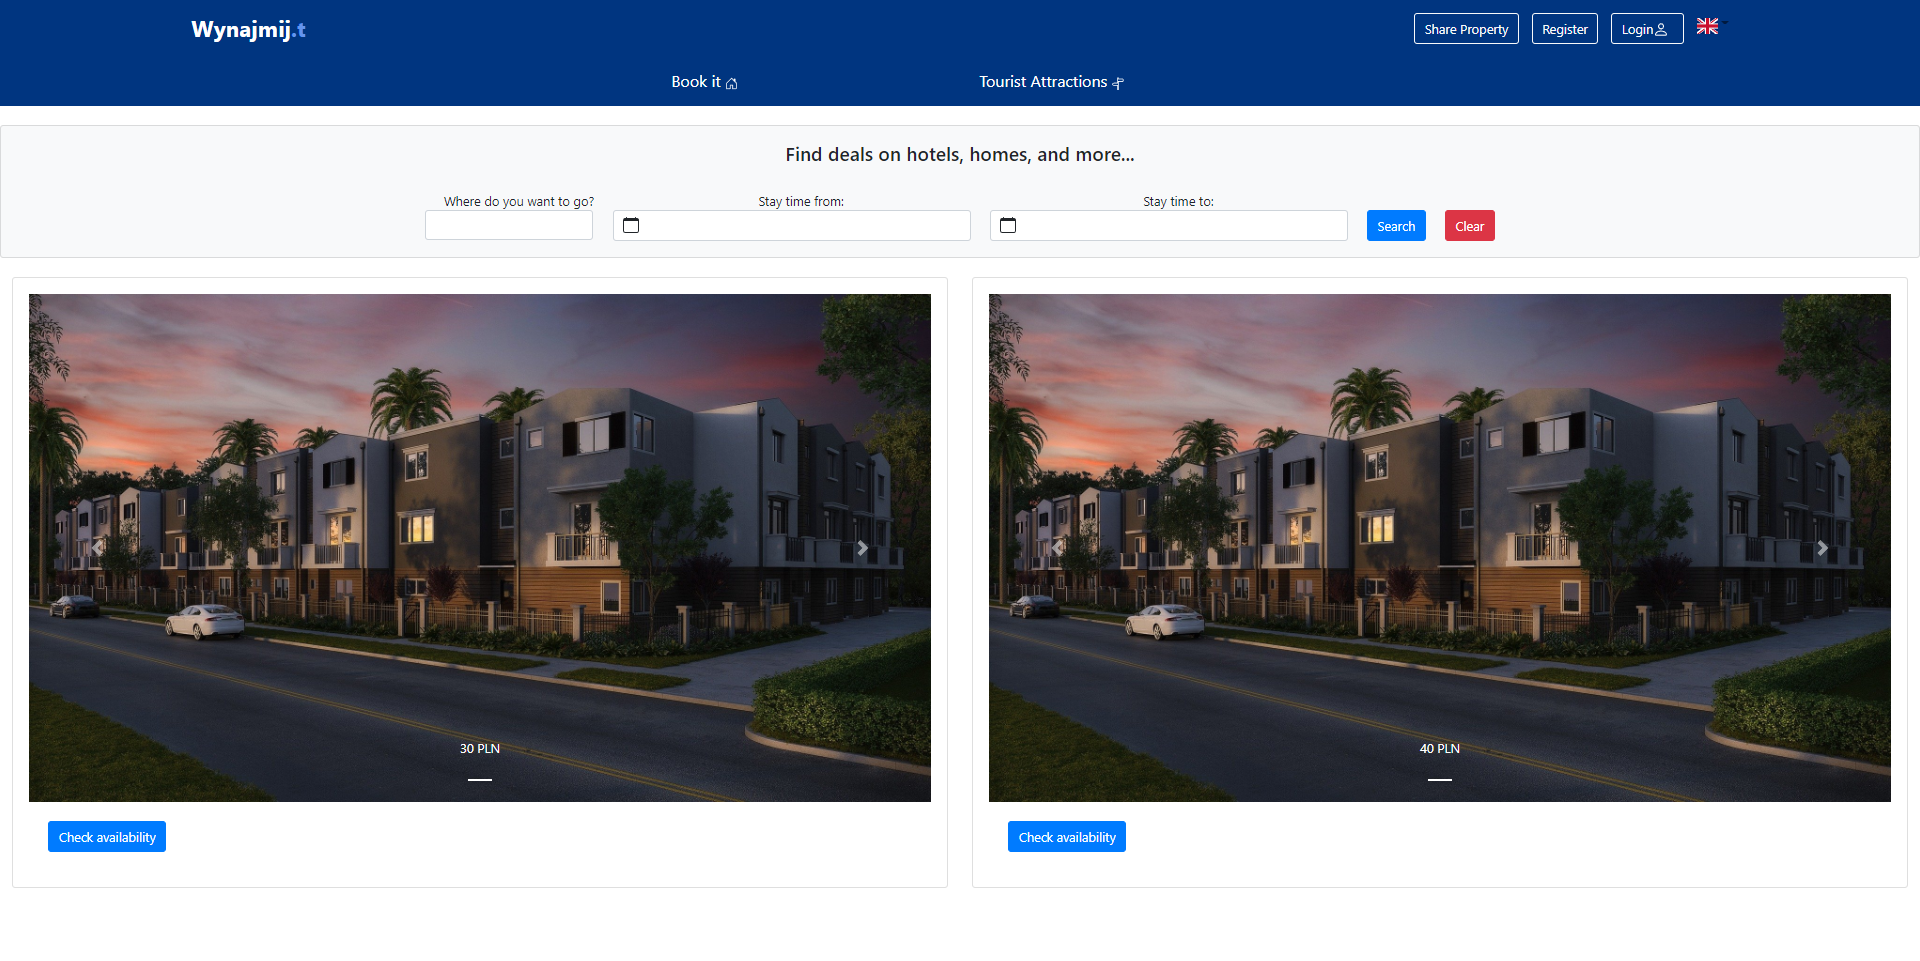 Wynajmij.t
Share Property
Register
Login
Book it
Tourist Attractions
Find deals on hotels, homes, and more...
Where do you want to go?
Stay time from:
Stay time to:
Search
Clear
30 PLN
40 PLN
Check availability
Check availability